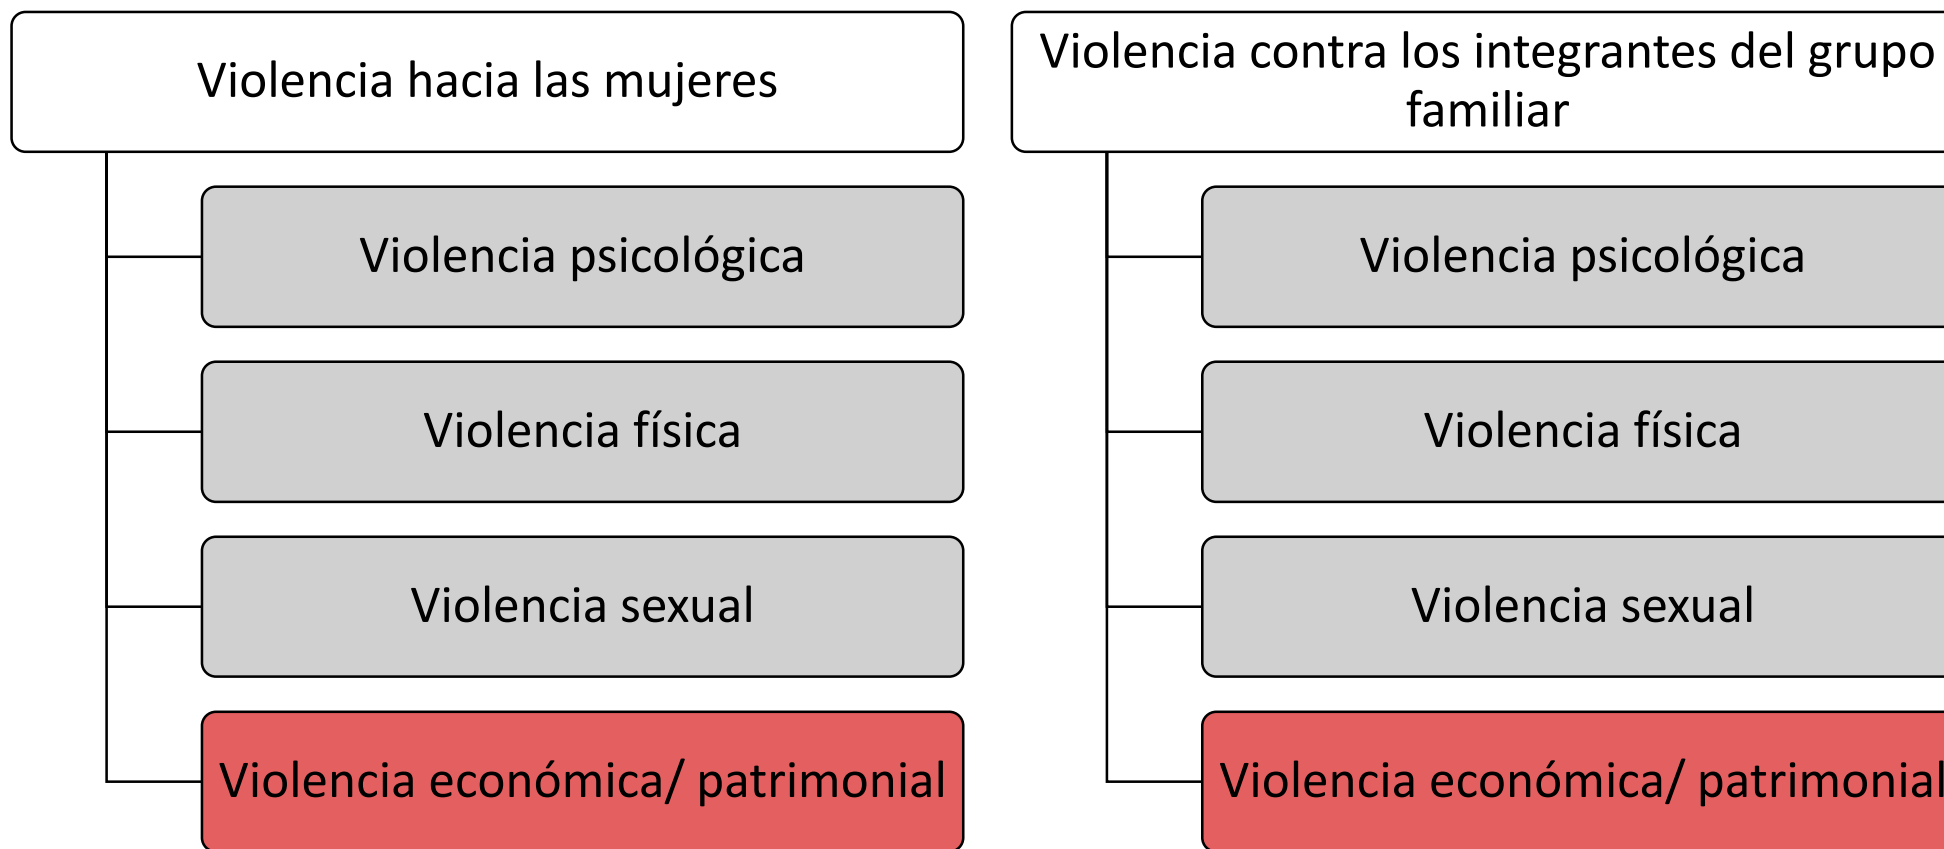 Violencia hacia las mujeres
Violencia psicológica
Violencia física
Violencia sexual
Violencia económica/ patrimonial
Violencia contra los integrantes del grupo
familiar
Violencia psicológica
Violencia física
Violencia sexual
Violencia económica/ patrimonial